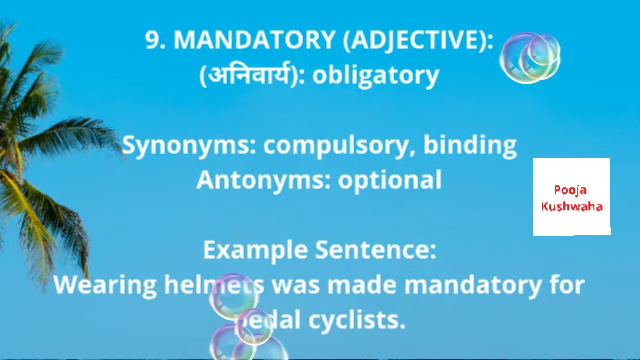 9. MANDATORY (ADJECTIVE):
(अनिवार्य): obligatory
Synonyms: compulsory, binding
Antonyms: optional
Pooja
Kushwaha
Example Sentence:
Wearing helmets was made mandatory for
pedal cyclists.